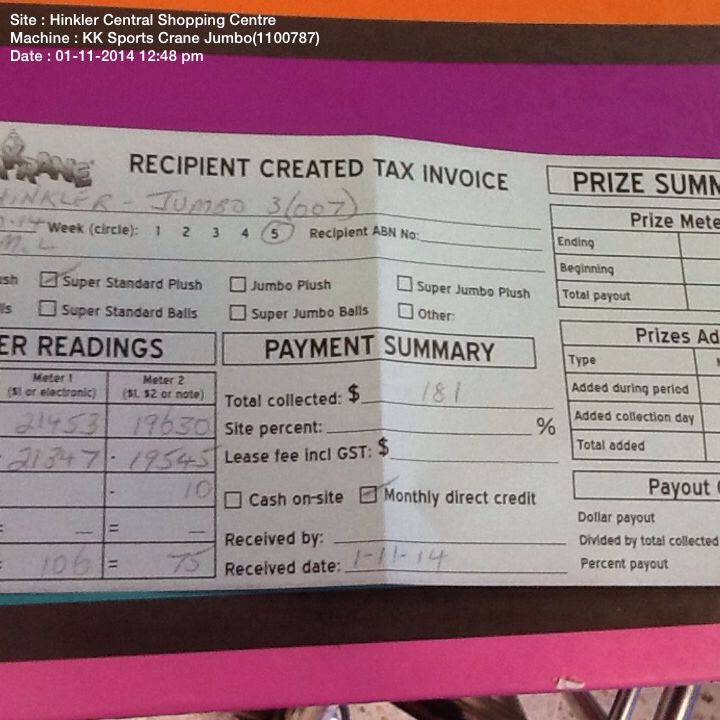 Site : Hinkler Central Shopping Centre
Machine : KK Sports Crane Jumbo(1100787)
Date : 01-11-2014 12:48 pm
CRANE
RECIPIENT CREATED TAX INVOICE
PRIZE SUMM
HINKLER - JUMBO 3(007)
Week (circle): 1 2 3 4 5 Recipient ABN No:
Prize Mete
Ending
Beginning
Total payout
ush Super Standard Plush Jumbo Plush Super Jumbo Plush
lls Super Standard Balls Super Jumbo Balls Other:
ER READINGS
PAYMENT SUMMARY
Prizes Ad
Type
Added during period
Added collection day
Total added
Meter 1 Meter 2
($1 or electronic) ($1, $2 or note)
21453 19630
- 21347 - 19545
- 10
= — = —
= 106 = 75
Total collected: $ 181
Site percent: %
Lease fee incl GST: $
Cash on-site Monthly direct credit
Received by:
Received date: 1-11-14
Payout
Dollar payout
Divided by total collected
Percent payout